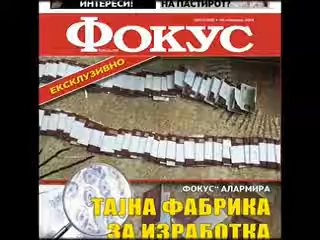 ИНТЕРЕСИ!
НА ПАСТИРОТ?
ФОКУС
ЕКСКЛУЗИВНО
ФОКУС" АЛАРМИРА
ТАЈНА ФАБРИКА
ЗА ИЗРАБОТКА